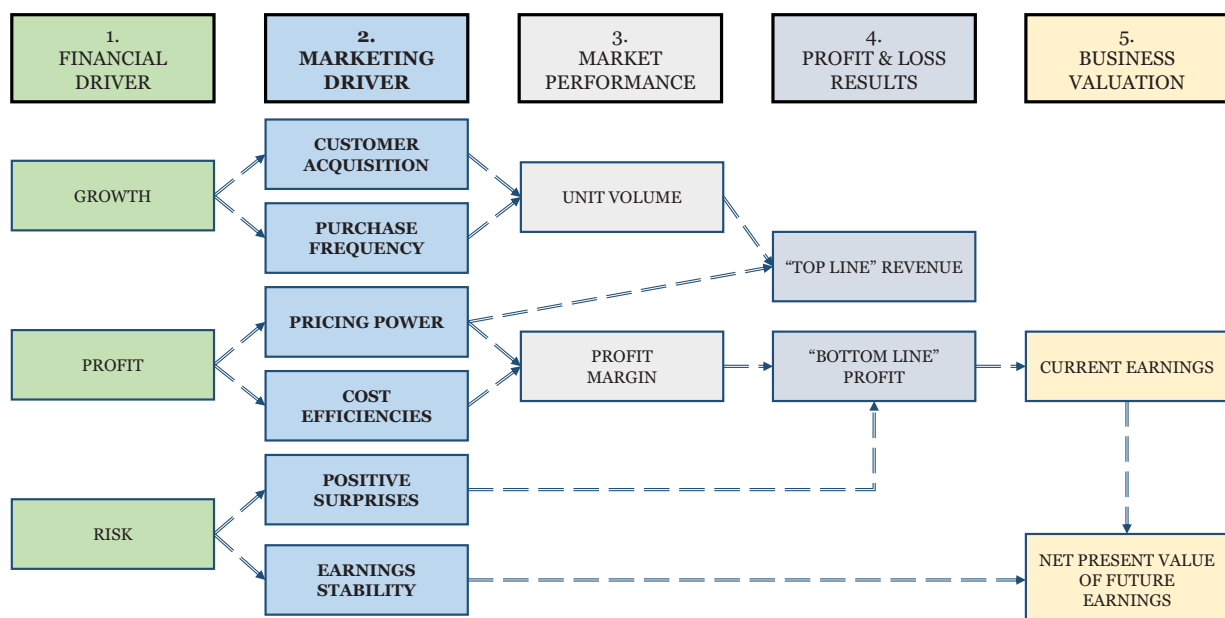 1.
FINANCIAL
DRIVER
2.
MARKETING
DRIVER
3.
MARKET
PERFORMANCE
4.
PROFIT & LOSS
RESULTS
5.
BUSINESS
VALUATION
GROWTH
CUSTOMER
ACQUISITION
PURCHASE
FREQUENCY
UNIT VOLUME
“TOP LINE” REVENUE
PROFIT
PRICING POWER
COST
EFFICIENCIES
PROFIT
MARGIN
“BOTTOM LINE”
PROFIT
CURRENT EARNINGS
RISK
POSITIVE
SURPRISES
EARNINGS
STABILITY
NET PRESENT VALUE
OF FUTURE
EARNINGS